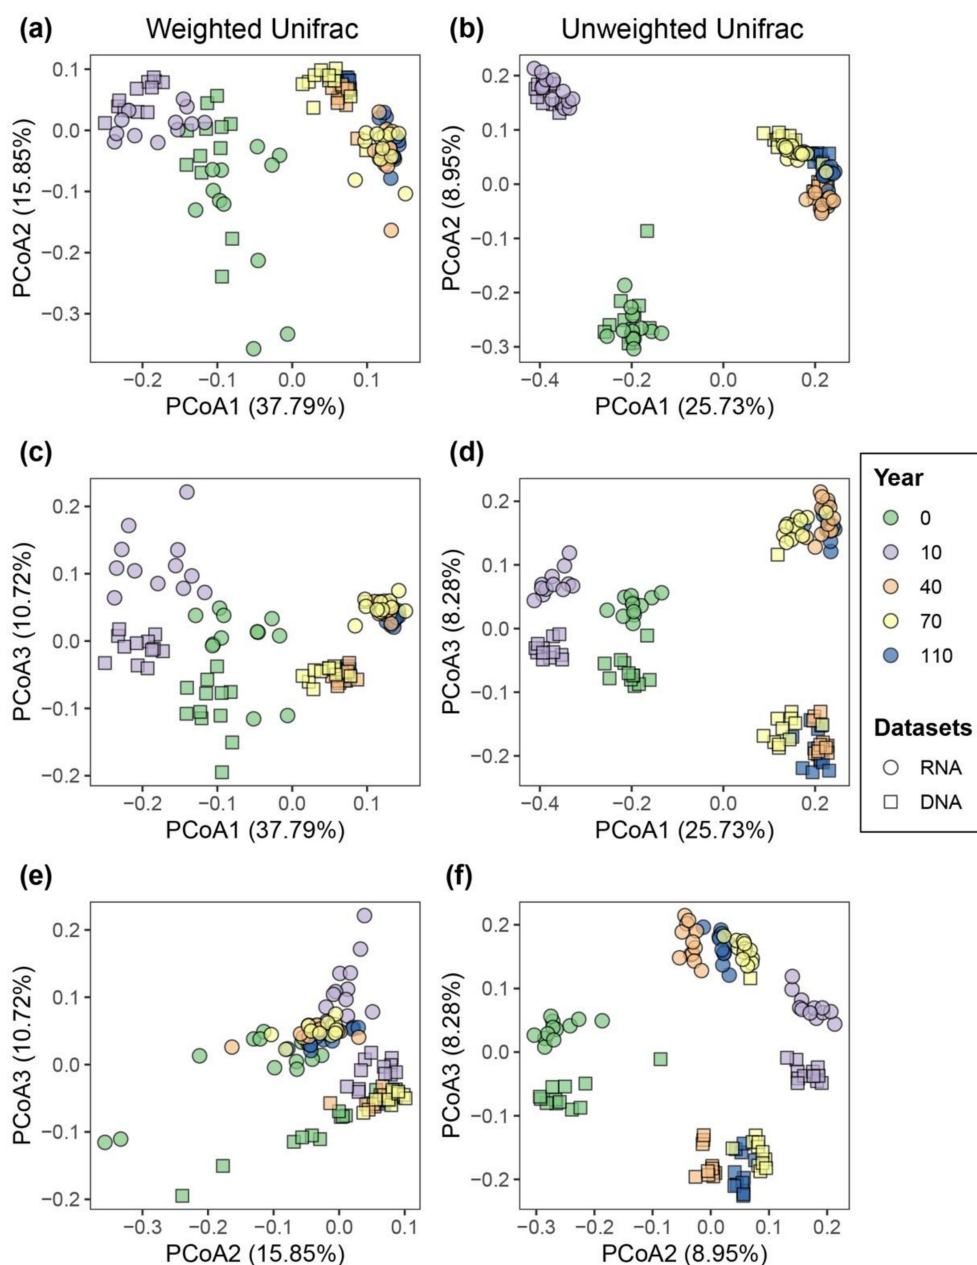 (a) Weighted Unifrac
(b) Unweighted Unifrac
0.1
0.0
−0.1
−0.2
−0.3
PCoA2 (15.85%)
−0.2 −0.1 0.0 0.1
PCoA1 (37.79%)
0.2
0.1
0.0
−0.1
−0.2
−0.3
PCoA2 (8.95%)
−0.4 −0.2 0.0 0.2
PCoA1 (25.73%)
(c)
0.2
0.1
0.0
−0.1
−0.2
PCoA3 (10.72%)
−0.2 −0.1 0.0 0.1
PCoA1 (37.79%)
(d)
0.2
0.1
0.0
−0.1
−0.2
PCoA3 (8.28%)
−0.4 −0.2 0.0 0.2
PCoA1 (25.73%)
Year
0
10
40
70
110
Datasets
RNA
DNA
(e)
0.2
0.1
0.0
−0.1
−0.2
PCoA3 (10.72%)
−0.3 −0.2 −0.1 0.0 0.1
PCoA2 (15.85%)
(f)
0.2
0.1
0.0
−0.1
−0.2
PCoA3 (8.28%)
−0.3 −0.2 −0.1 0.0 0.1 0.2
PCoA2 (8.95%)